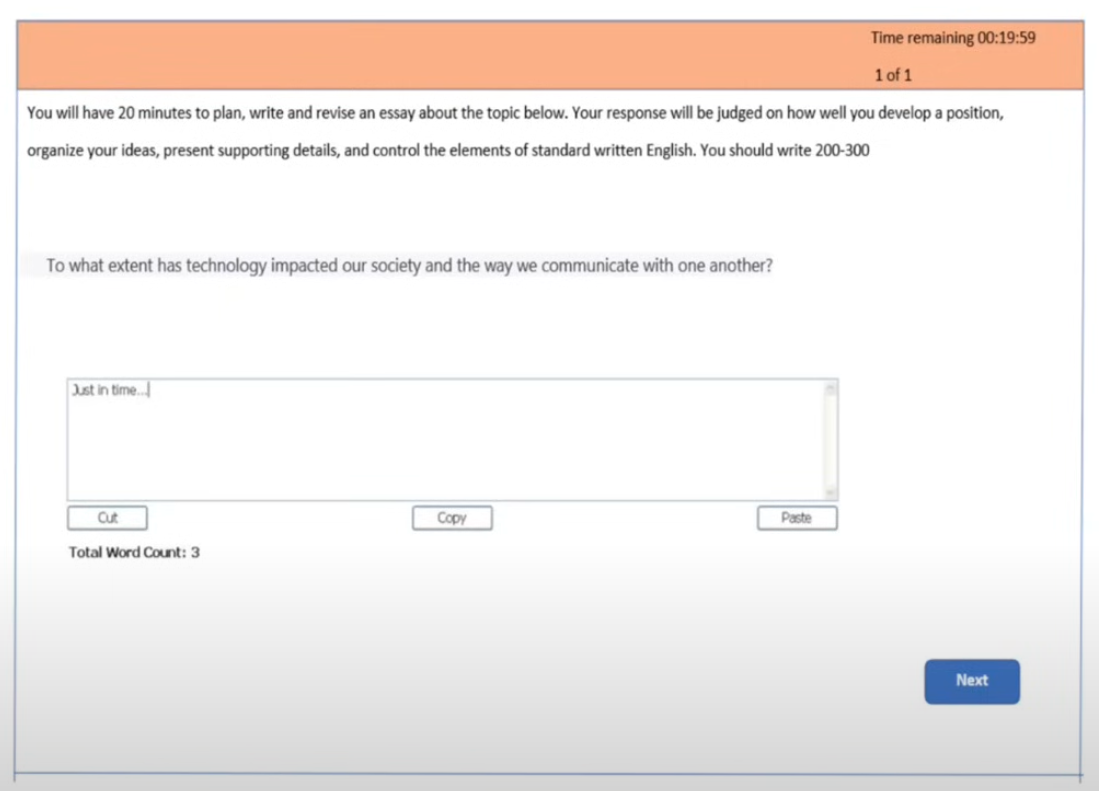 Time remaining 00:19:59
1 of 1
You will have 20 minutes to plan, write and revise an essay about the topic below. Your response will be judged on how well you develop a position,
organize your ideas, present supporting details, and control the elements of standard written English. You should write 200-300
To what extent has technology impacted our society and the way we communicate with one another?
Just in time...
Cut
Copy
Paste
Total Word Count: 3
Next